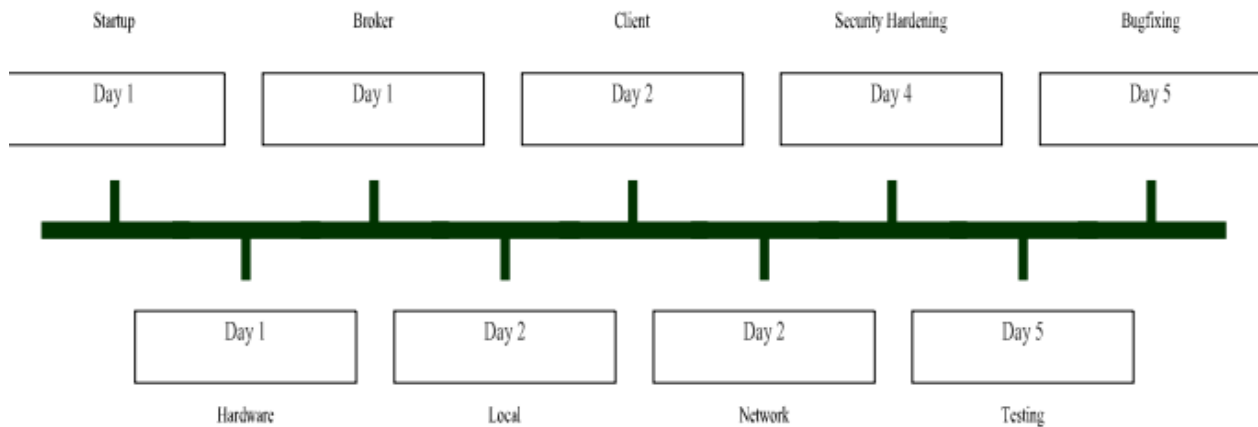 Startup Broker Client Security Hardening Bugfixing
Day 1 Day 1 Day 2 Day 4 Day 5
Day 1 Day 2 Day 2 Day 5
Hardware Local Network Testing